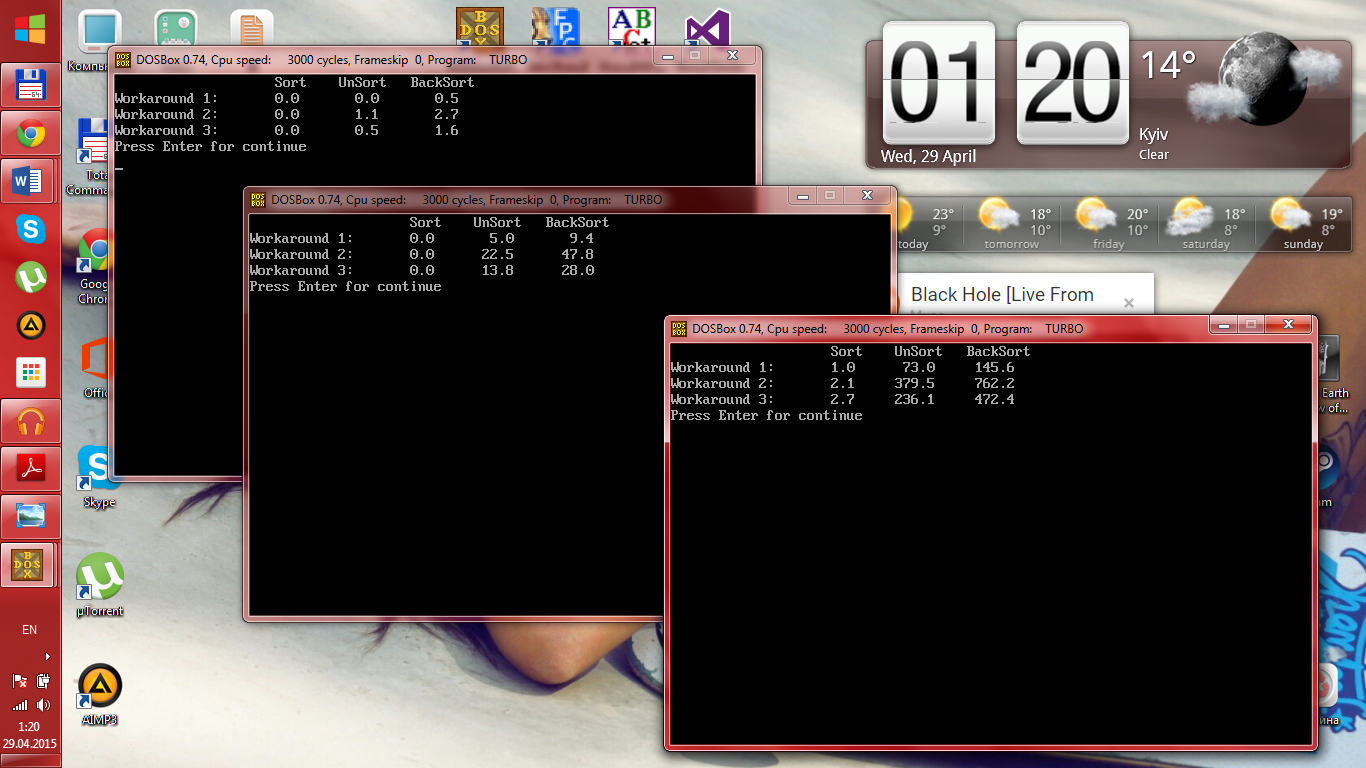 Компь
DOSBox 0.74, Cpu speed: 3000 cycles, Frameskip 0, Program: TURBO
Sort UnSort BackSort
Workaround 1: 0.0 0.0 0.5
Workaround 2: 0.0 1.1 2.7
Workaround 3: 0.0 0.5 1.6
Press Enter for continue
DOSBox 0.74, Cpu speed: 3000 cycles, Frameskip 0, Program: TURBO
Sort UnSort BackSort
Workaround 1: 0.0 5.0 9.4
Workaround 2: 0.0 22.5 47.8
Workaround 3: 0.0 13.8 28.0
Press Enter for continue
DOSBox 0.74, Cpu speed: 3000 cycles, Frameskip 0, Program: TURBO
Sort UnSort BackSort
Workaround 1: 1.0 73.0 145.6
Workaround 2: 2.1 379.5 762.2
Workaround 3: 2.7 236.1 472.4
Press Enter for continue
01 20
14°
Kyiv
Clear
Wed, 29 April
23° 18° 20° 18° 19°
9° 10° 10° 8° 8°
today tomorrow friday saturday sunday
Black Hole [Live From
Tota
Comma
Goog
Chro
Offic
Skype
µTorrent
AIMP3
Earth
w of...
am
ина
EN
1:20
29.04.2015